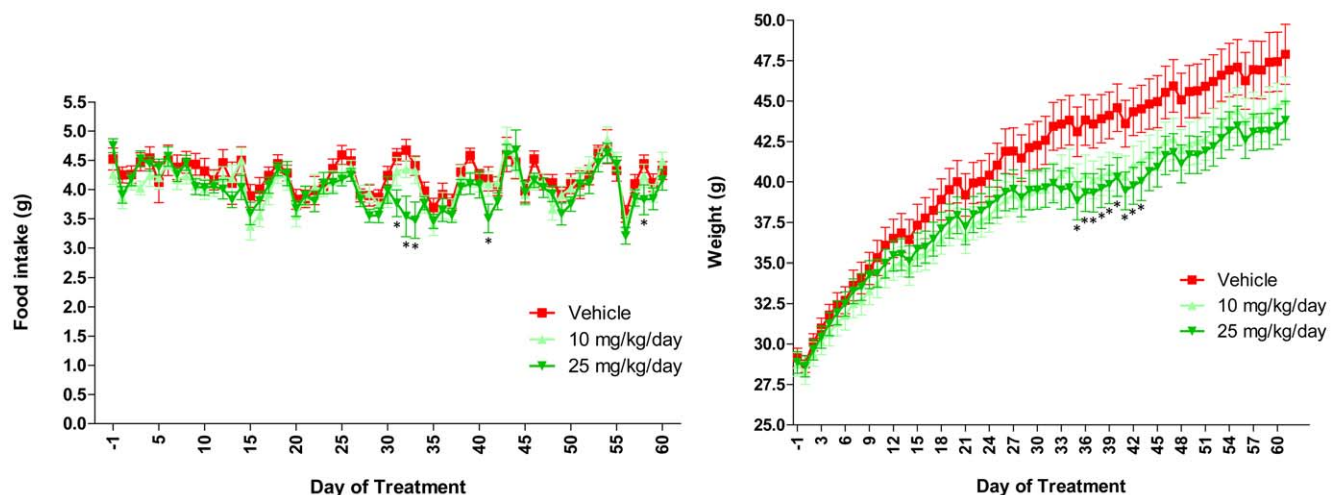 5.5
5.0
4.5
4.0
3.5
3.0
2.5
2.0
1.5
1.0
0.5
0.0
Food intake (g)
* * * * *
Vehicle
10 mg/kg/day
25 mg/kg/day
-1 5 10 15 20 25 30 35 40 45 50 55 60
Day of Treatment
50.0
47.5
45.0
42.5
40.0
37.5
35.0
32.5
30.0
27.5
25.0
Weight (g)
* * * * * * * * *
Vehicle
10 mg/kg/day
25 mg/kg/day
-1 3 6 9 12 15 18 21 24 27 30 33 36 39 42 45 48 51 54 57 60
Day of Treatment